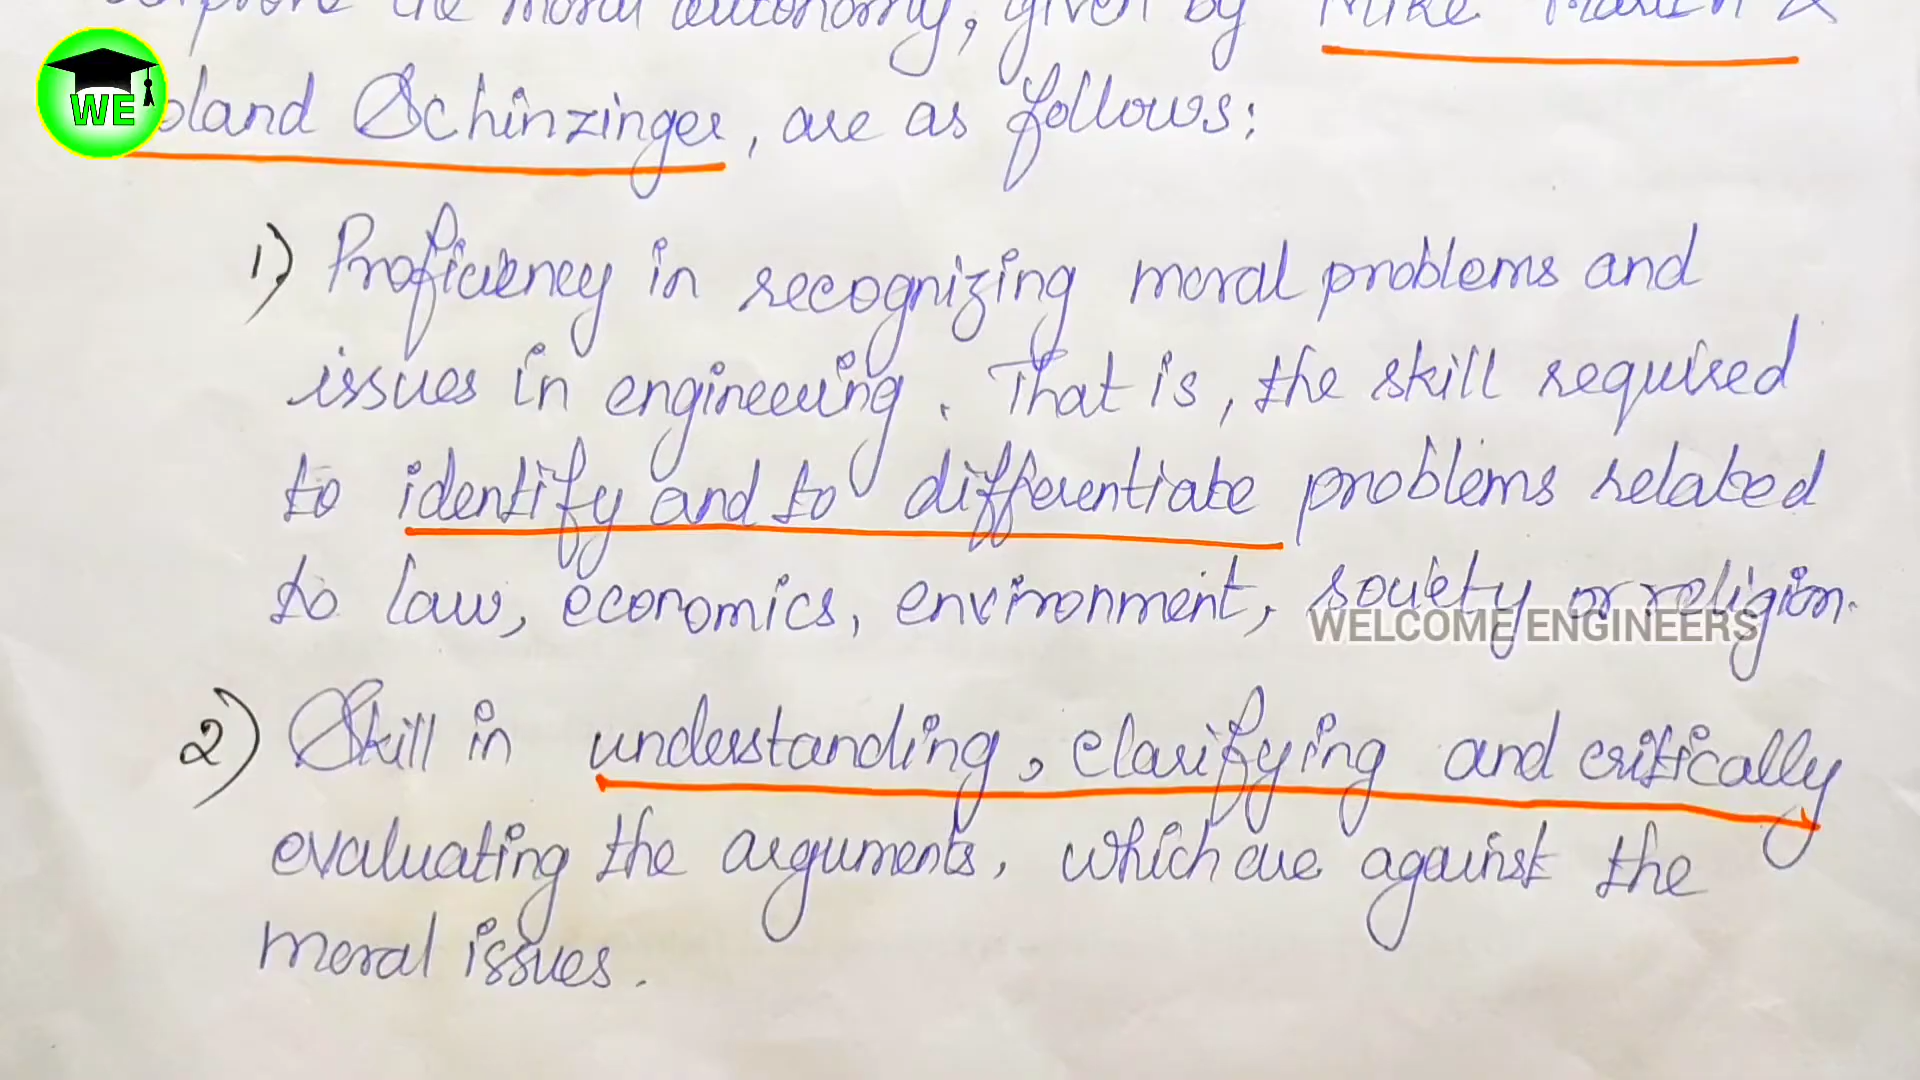 the moral autonomy, given by Mike Martin &
oland Schinzinger, are as follows:
WE
1) Proficiency in recognizing moral problems and
issues in engineering. That is, the skill required
to identify and to differentiate problems related
to law, economics, environment, society or religion.
WELCOME ENGINEERS
2) Skill in understanding, clarifying and critically
evaluating the arguments, which are against the
moral issues.